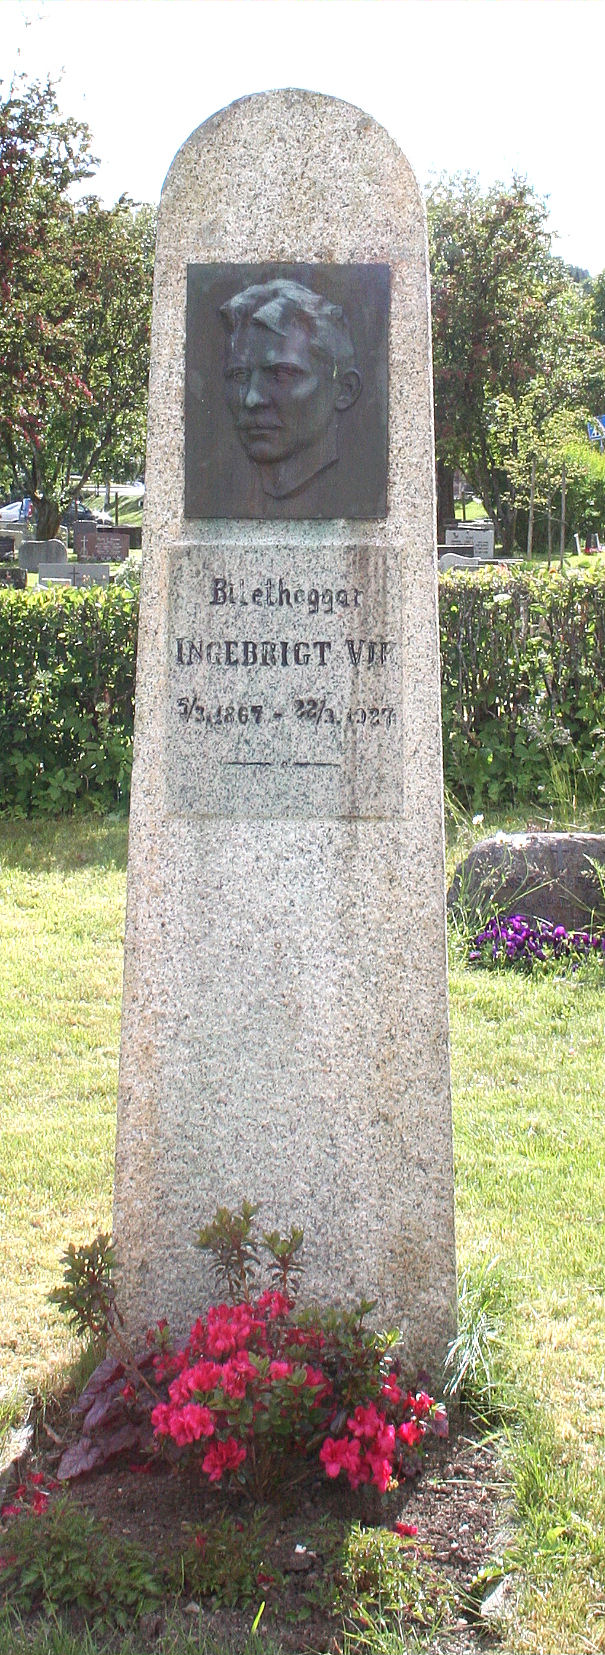 Bilethoggar
INGEBRIGT VIK
5/3.1867 - 22/3.1927.